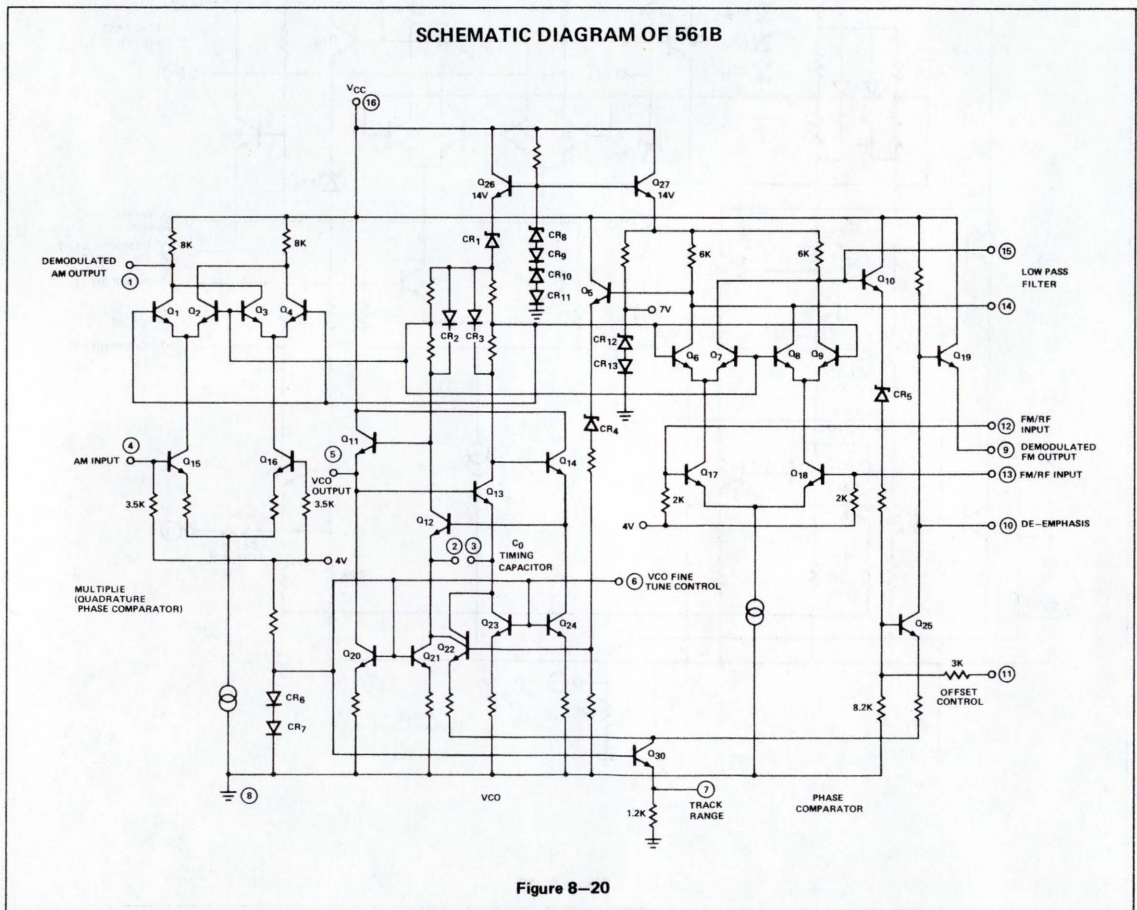 SCHEMATIC DIAGRAM OF 561B
VCC
16
Q26
14V
Q27
14V
8K
8K
CR1
CR8
CR9
CR10
CR11
6K
6K
15
DEMODULATED
AM OUTPUT
1
Q10
LOW PASS
FILTER
Q5
7V
14
Q1
Q2
Q3
Q4
CR2
CR3
CR12
CR13
Q6
Q7
Q8
Q9
Q19
CR5
CR4
12
FM/RF
INPUT
4
AM INPUT
Q15
Q16
Q11
5
VCO
OUTPUT
Q14
Q13
Q17
Q18
9
DEMODULATED
FM OUTPUT
13
FM/RF INPUT
3.5K
3.5K
Q12
2K
2K
4V
10
DE-EMPHASIS
2
3
C0
TIMING
CAPACITOR
4V
6
VCO FINE
TUNE CONTROL
MULTIPLIE
(QUADRATURE
PHASE COMPARATOR)
Q20
Q21
Q22
Q23
Q24
Q25
3K
11
OFFSET
CONTROL
8.2K
CR6
CR7
Q30
8
VCO
7
TRACK
RANGE
PHASE
COMPARATOR
1.2K
Figure 8-20